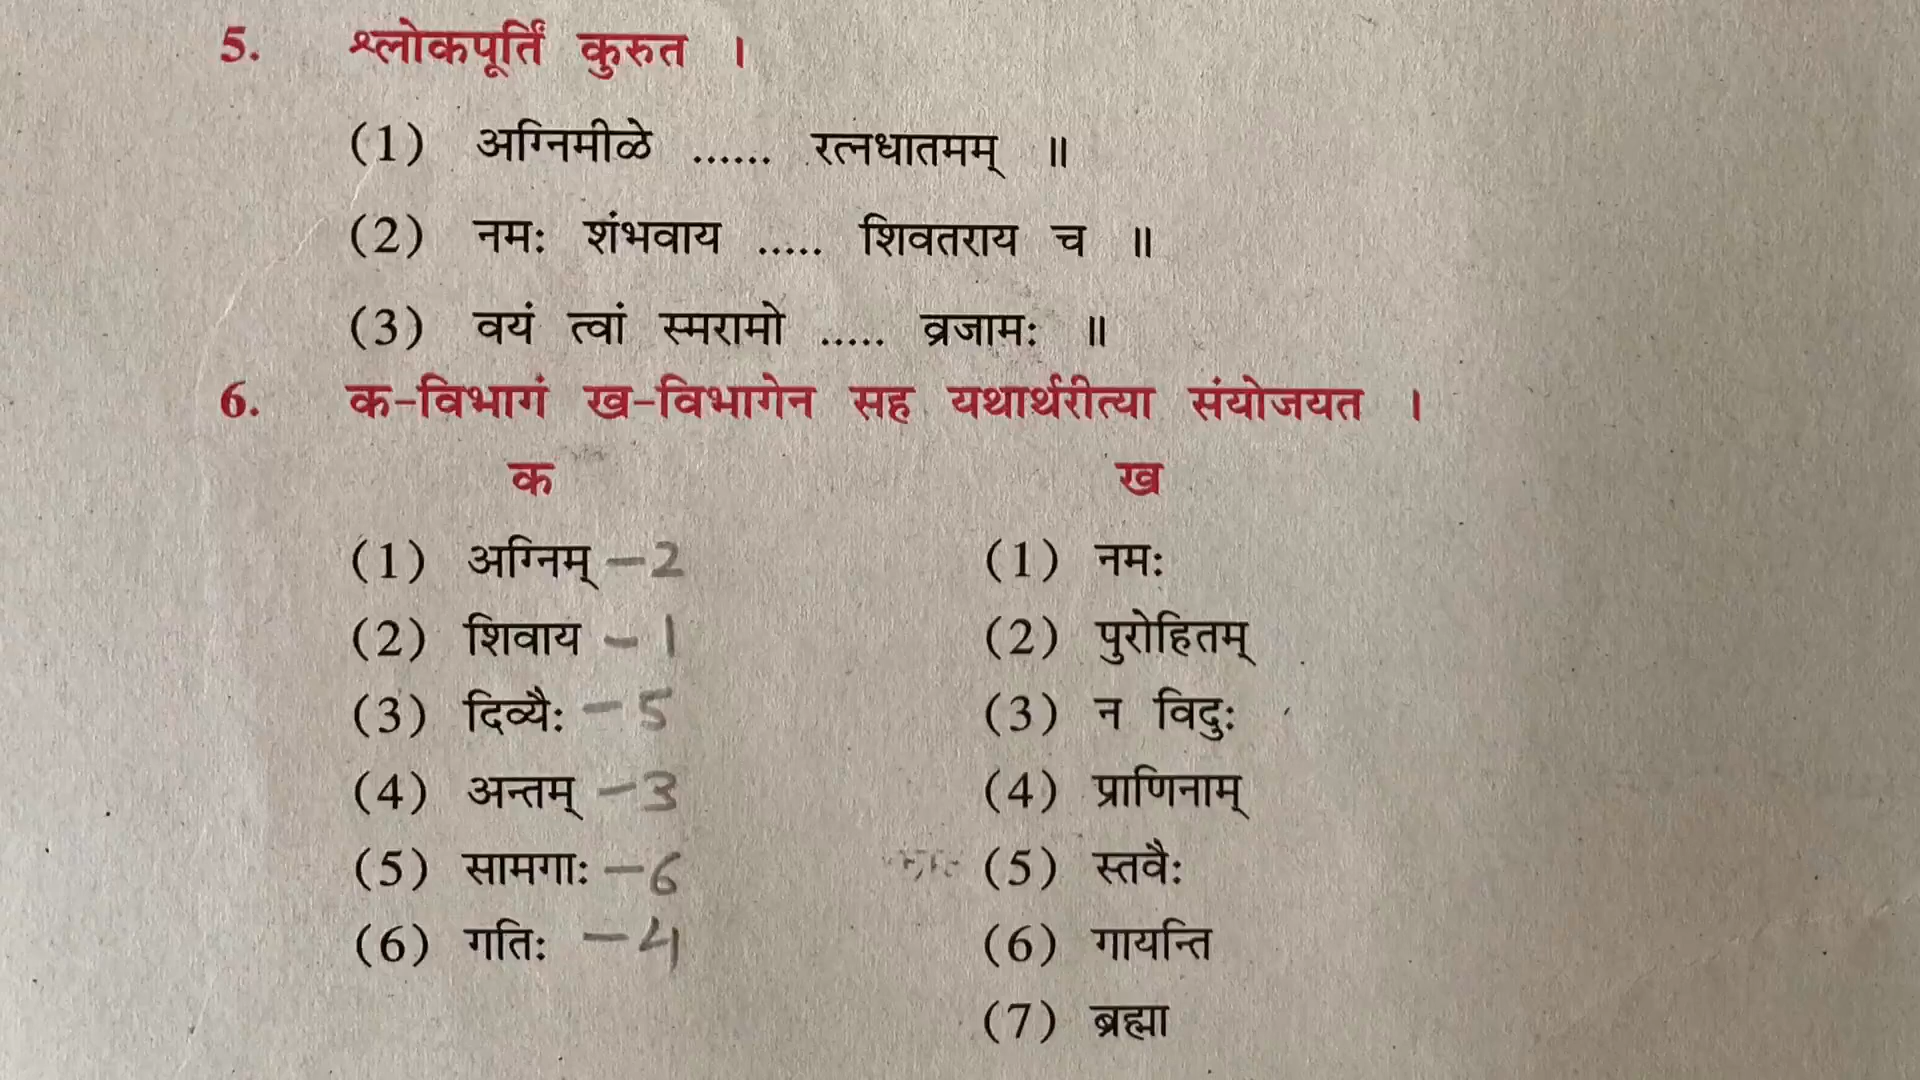 5. श्लोकपूर्तिं कुरुत ।
(1) अग्निमीळे ...... रत्नधातमम् ॥
(2) नमः शंभवाय ..... शिवतराय च ॥
(3) वयं त्वां स्मरामो ..... व्रजामः ॥
6. क-विभागं ख-विभागेन सह यथार्थरीत्या संयोजयत ।
क ख
(1) अग्निम् -2 (1) नमः
(2) शिवाय -1 (2) पुरोहितम्
(3) दिव्यैः -5 (3) न विदुः
(4) अन्तम् -3 (4) प्राणिनाम्
(5) सामगाः -6 (5) स्तवैः
(6) गतिः -4 (6) गायन्ति
(7) ब्रह्मा